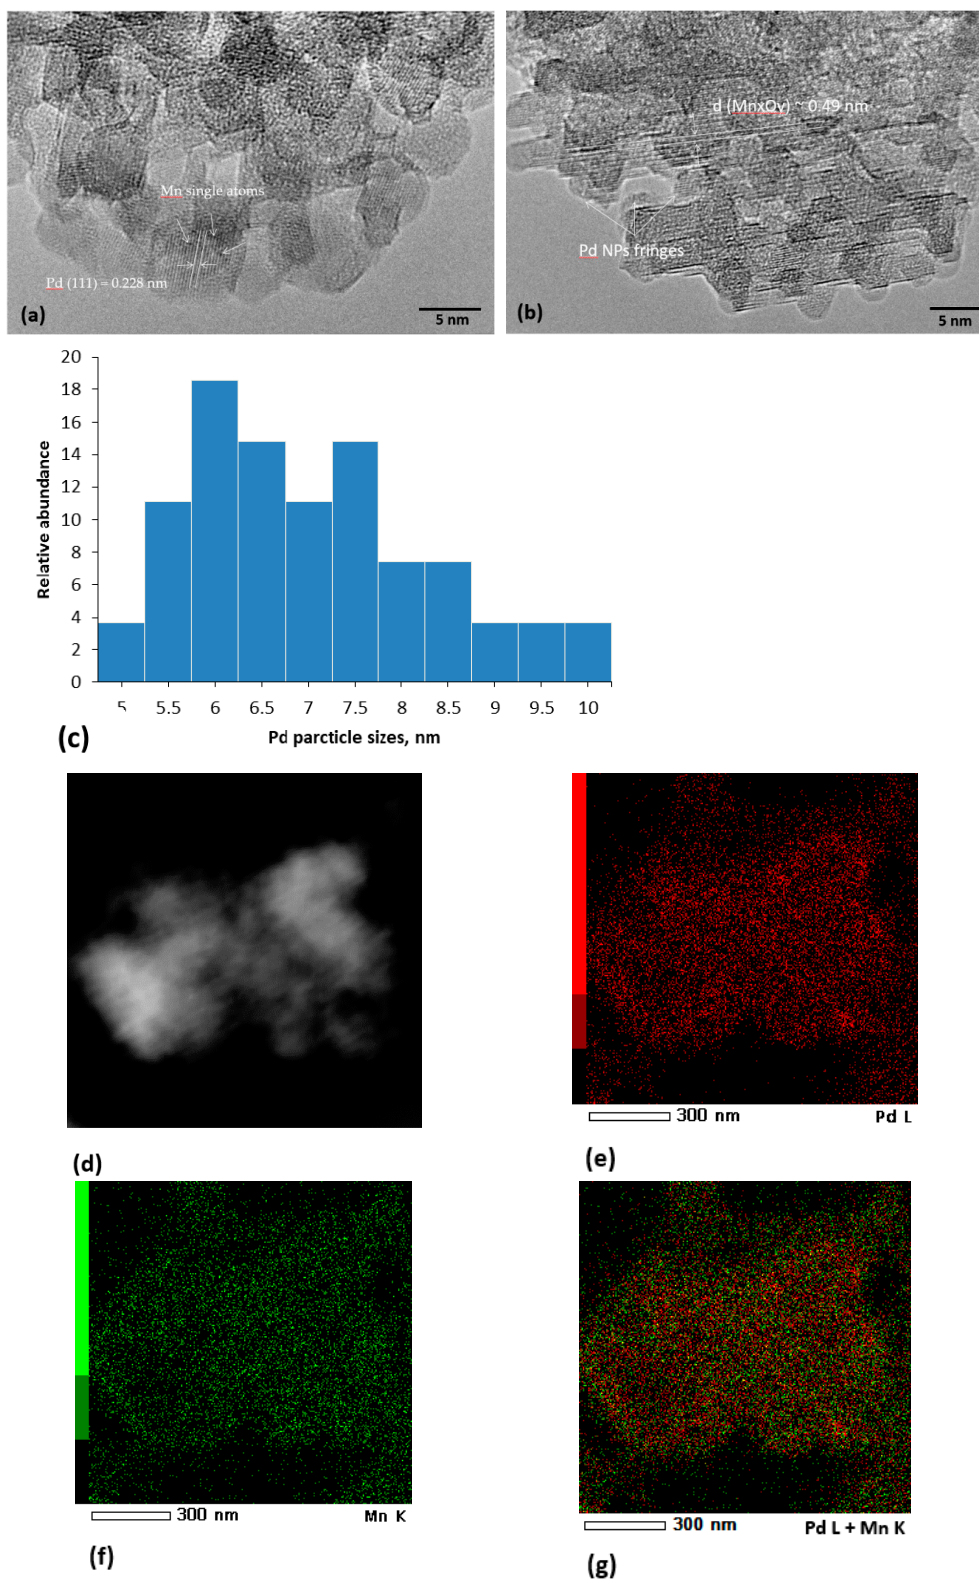 Mn single atoms
Pd (111) = 0.228 nm
(a)
5 nm
d (MnxOy) ~ 0.49 nm
Pd NPs fringes
(b)
5 nm
20
18
16
14
12
10
8
6
4
2
0
Relative abundance
5 5.5 6 6.5 7 7.5 8 8.5 9 9.5 10
Pd parcticle sizes, nm
(c)
(d)
300 nm Pd L
(e)
300 nm Mn K
(f)
300 nm Pd L + Mn K
(g)